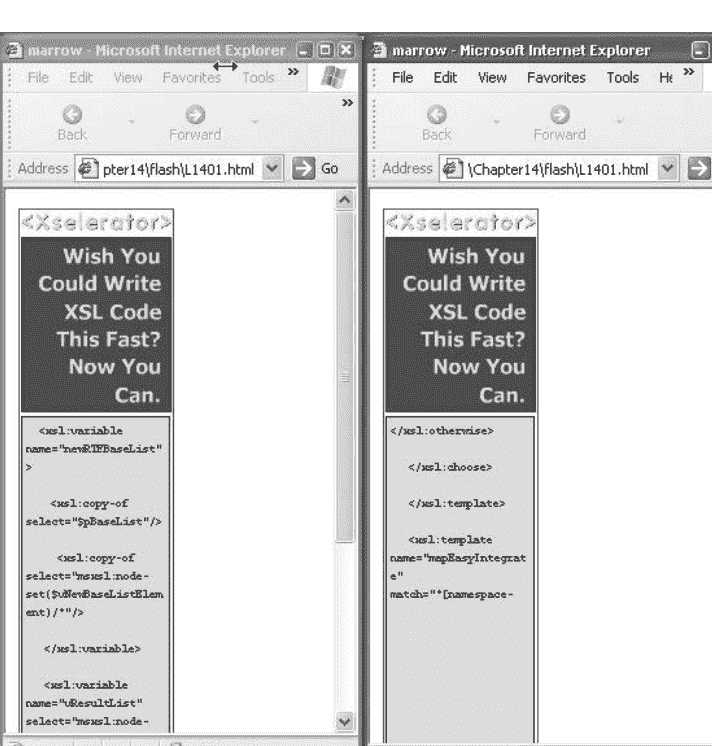 marrow - Microsoft Internet Explorer
File Edit View Favorites Tools »
»
Back Forward
Address pter14\flash\L1401.html Go
<Xselerator>
Wish You
Could Write
XSL Code
This Fast?
Now You
Can.
<xsl:variable
name="newRTFBaseList"
>
<xsl:copy-of
select="$pBaseList"/>
<xsl:copy-of
select="msxsl:node-
set($vNewBaseListElem
ent)/*"/>
</xsl:variable>
<xsl:variable
name="vResultList"
select="msxsl:node-
marrow - Microsoft Internet Explorer
File Edit View Favorites Tools He »
Back Forward
Address \Chapter14\flash\L1401.html
<Xselerator>
Wish You
Could Write
XSL Code
This Fast?
Now You
Can.
</xsl:otherwise>
</xsl:choose>
</xsl:template>
<xsl:template
name="mapEasyIntegrat
e"
match="*[namespace-